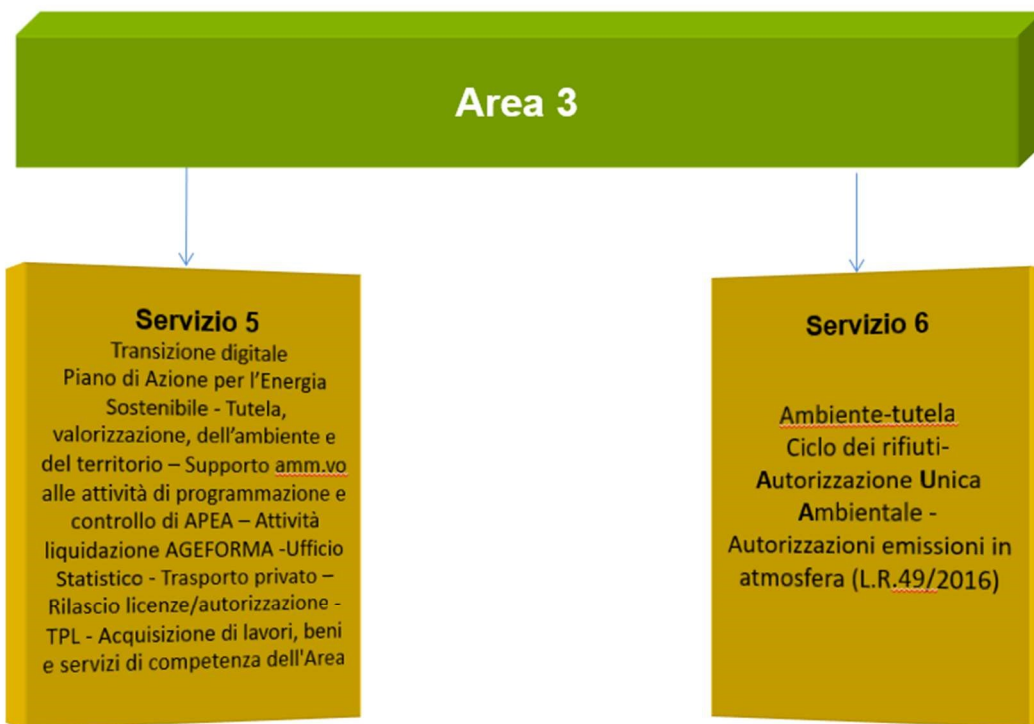 Area 3
Servizio 5
Transizione digitale
Piano di Azione per l’Energia
Sostenibile - Tutela,
valorizzazione, dell’ambiente e
del territorio – Supporto amm.vo
alle attività di programmazione e
controllo di APEA – Attività
liquidazione AGEFORMA -Ufficio
Statistico - Trasporto privato –
Rilascio licenze/autorizzazione -
TPL - Acquisizione di lavori, beni
e servizi di competenza dell'Area
Servizio 6
Ambiente-tutela
Ciclo dei rifiuti-
Autorizzazione Unica
Ambientale -
Autorizzazioni emissioni in
atmosfera (L.R.49/2016)